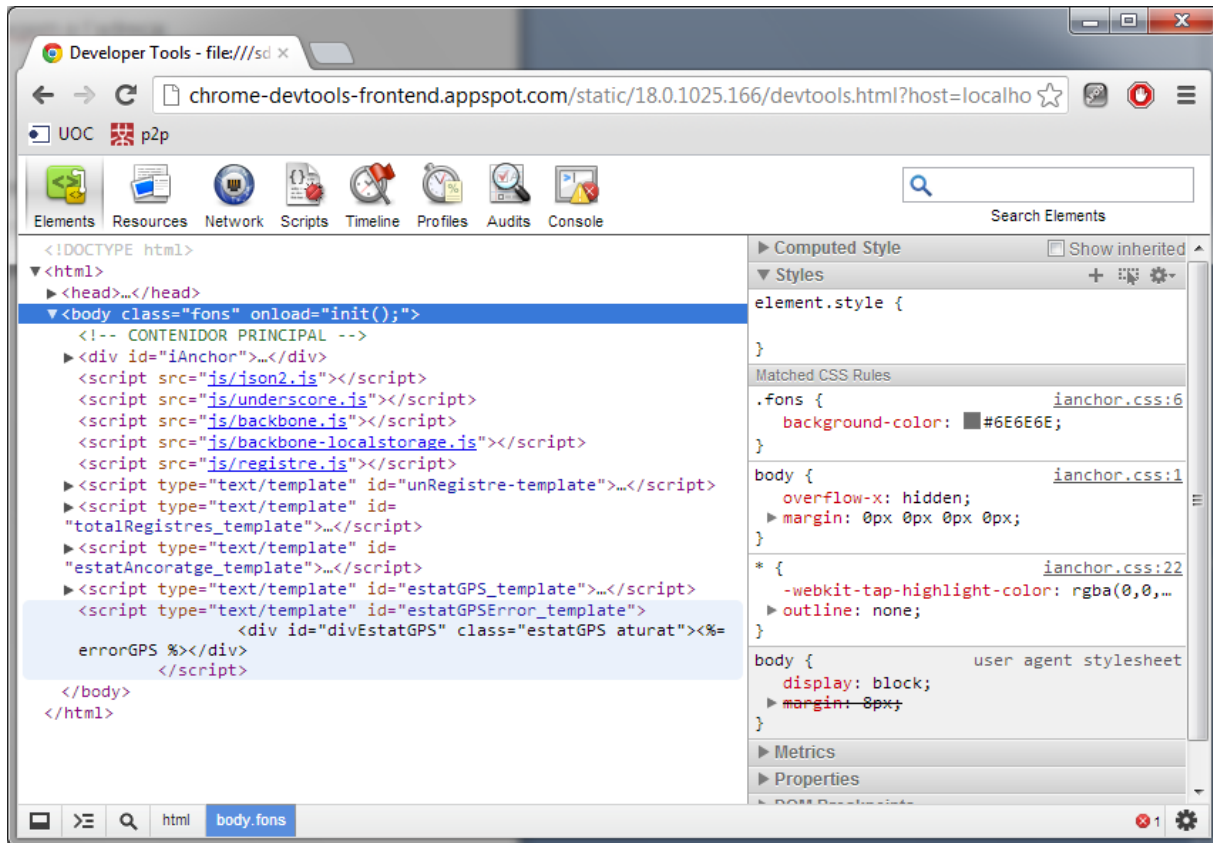 Developer Tools - file:///sd
chrome-devtools-frontend.appspot.com/static/18.0.1025.166/devtools.html?host=localho
UOC p2p
Elements Resources Network Scripts Timeline Profiles Audits Console
Search Elements
<!DOCTYPE html>
<html>
<head>…</head>
<body class="fons" onload="init();">
<!-- CONTENIDOR PRINCIPAL -->
<div id="iAnchor">…</div>
<script src="js/json2.js"></script>
<script src="js/underscore.js"></script>
<script src="js/backbone.js"></script>
<script src="js/backbone-localstorage.js"></script>
<script src="js/registre.js"></script>
<script type="text/template" id="unRegistre-template">…</script>
<script type="text/template" id=
"totalRegistres_template">…</script>
<script type="text/template" id=
"estatAncoratge_template">…</script>
<script type="text/template" id="estatGPS_template">…</script>
<script type="text/template" id="estatGPSError_template">
<div id="divEstatGPS" class="estatGPS aturat"><%=
errorGPS %></div>
</script>
</body>
</html>
Computed Style Show inherited
Styles
element.style {
}
Matched CSS Rules
.fons { ianchor.css:6
background-color: #6E6E6E;
}
body { ianchor.css:1
overflow-x: hidden;
margin: 0px 0px 0px 0px;
}
* { ianchor.css:22
-webkit-tap-highlight-color: rgba(0,0,…
outline: none;
}
body { user agent stylesheet
display: block;
margin: 8px;
}
Metrics
Properties
html body.fons 1